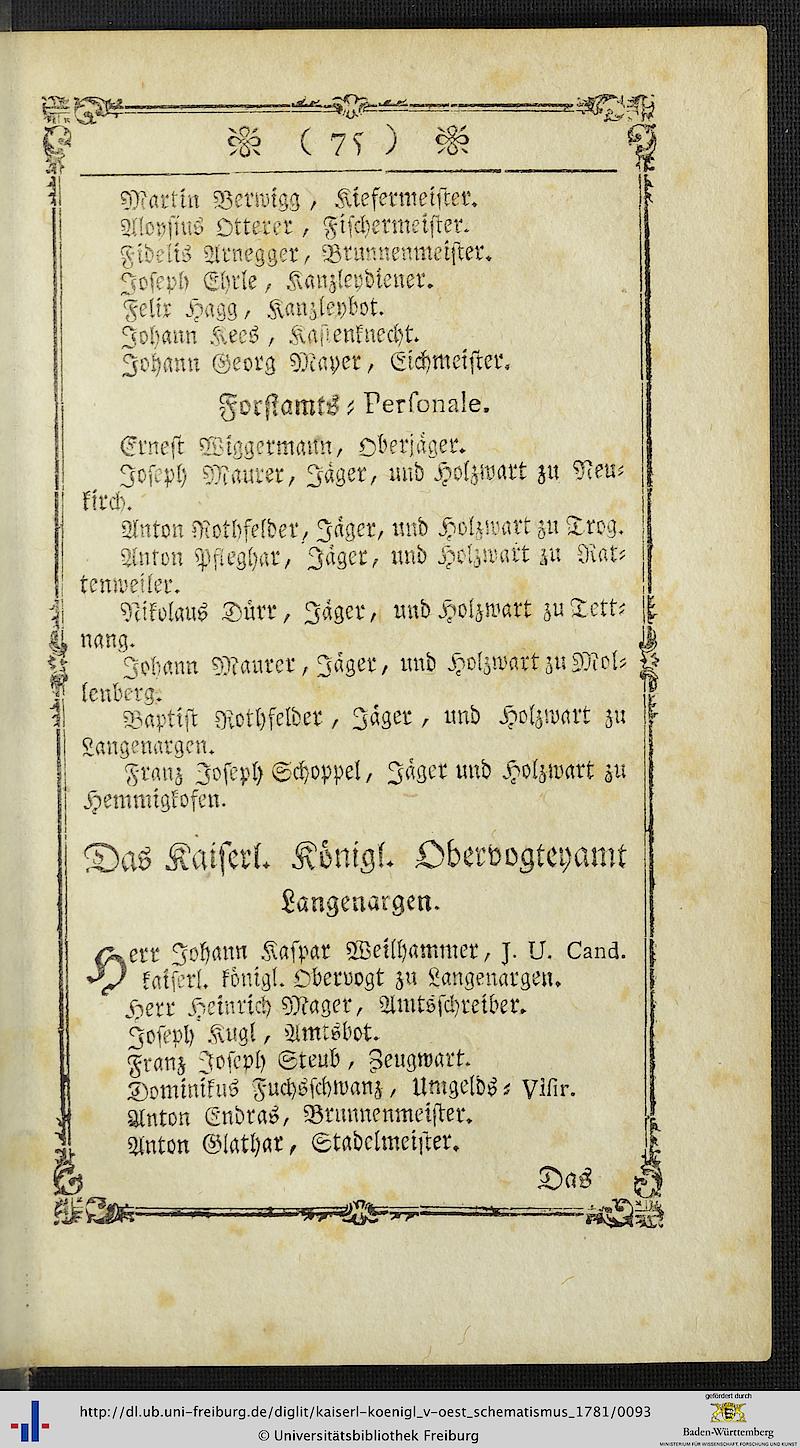 ( 75 )
Martin Berwigg, Kiefermeister.
Aloysius Otterer, Fischermeister.
Fidelis Arnegger, Brunnenmeister.
Joseph Ehrle, Kanzleydiener.
Felix Hagg, Kanzleybot.
Johann Kees, Kastenknecht.
Johann Georg Mayer, Eichmeister.
Forstamts-Personale.
Ernest Wiggermann, Oberjäger.
Joseph Maurer, Jäger, und Holzwart zu Neu-
kirch.
Anton Rothfelder, Jäger, und Holzwart zu Trog.
Anton Pfleghar, Jäger, und Holzwart zu Rat-
tenweiler.
Nikolaus Dürr, Jäger, und Holzwart zu Tett-
nang.
Johann Maurer, Jäger, und Holzwart zu Mol-
lenberg.
Baptist Rothfelder, Jäger, und Holzwart zu
Langenargen.
Franz Joseph Schoppel, Jäger und Holzwart zu
Hemmigkofen.
Das Kaiserl. Königl. Obervogteyamt
Langenargen.
Herr Johann Kaspar Weilhammer, J. U. Cand.
kaiserl. königl. Obervogt zu Langenargen.
Herr Heinrich Mager, Amtsschreiber.
Joseph Kugl, Amtsbot.
Franz Joseph Steub, Zeugwart.
Dominikus Fuchsschwanz, Umgelds-Visir.
Anton Endras, Brunnenmeister.
Anton Glathar, Stadelmeister.
Das
http://dl.ub.uni-freiburg.de/diglit/kaiserl-koenigl_v-oest_schematismus_1781/0093
© Universitätsbibliothek Freiburg
gefördert durch
Baden-Württemberg
MINISTERIUM FÜR WISSENSCHAFT, FORSCHUNG UND KUNST